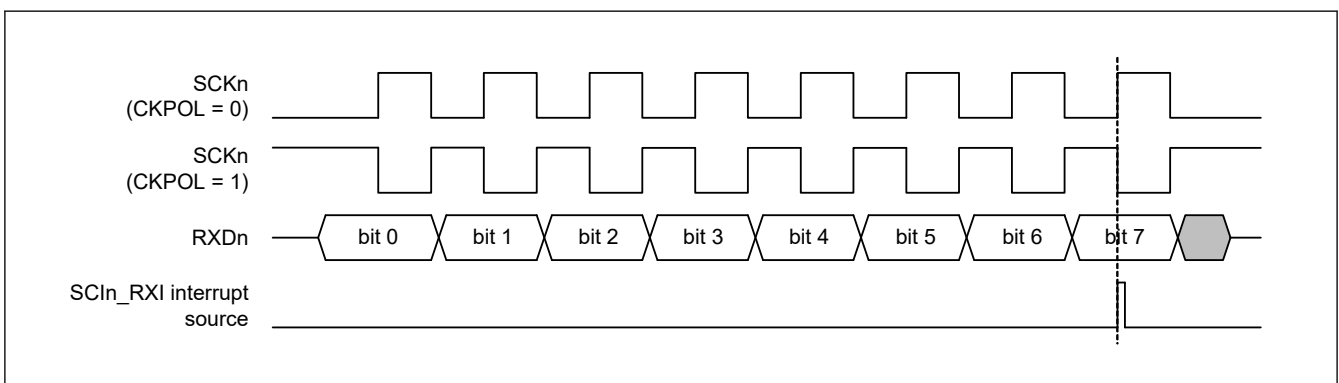 SCKn
(CKPOL = 0)
SCKn
(CKPOL = 1)
RXDn
bit 0 bit 1 bit 2 bit 3 bit 4 bit 5 bit 6 bit 7
SCIn_RXI interrupt
source